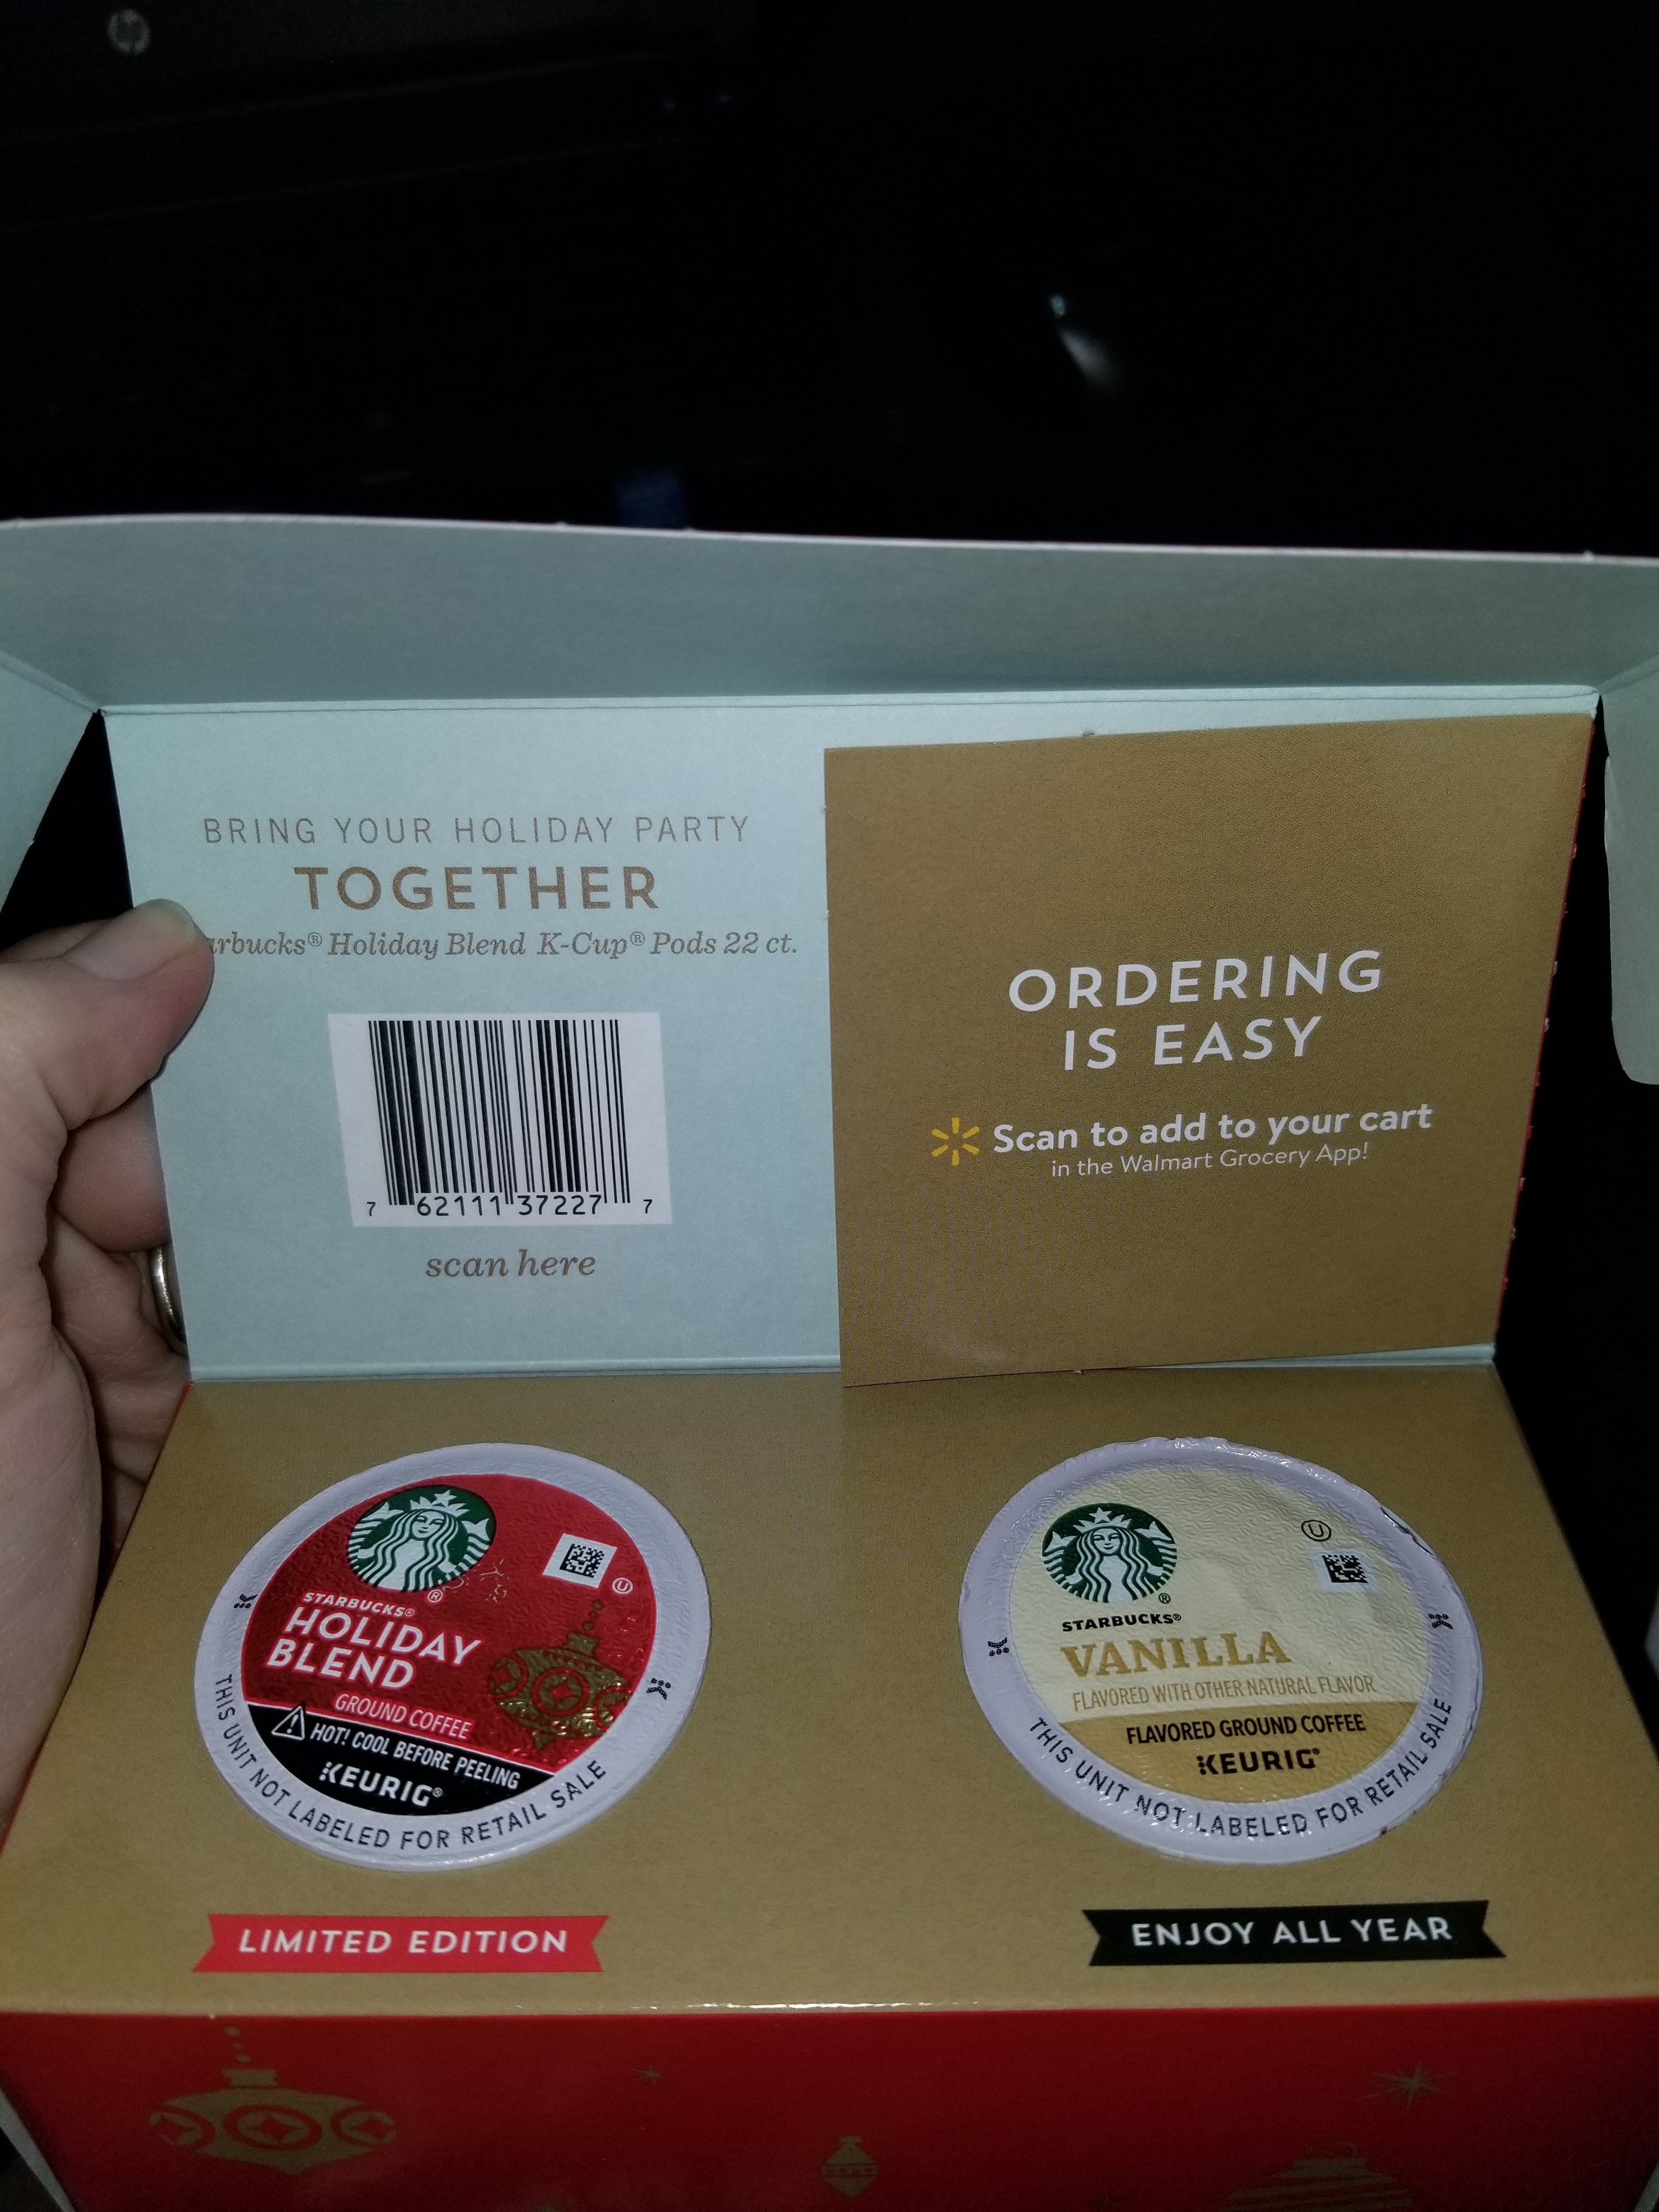 hp
BRING YOUR HOLIDAY PARTY
TOGETHER
arbucks® Holiday Blend K-Cup® Pods 22 ct.
7 62111 37227 7
scan here
ORDERING
IS EASY
Scan to add to your cart
in the Walmart Grocery App!
STARBUCKS®
HOLIDAY
BLEND
GROUND COFFEE
HOT! COOL BEFORE PEELING
KEURIG®
THIS UNIT NOT LABELED FOR RETAIL SALE
U
LIMITED EDITION
STARBUCKS®
VANILLA
FLAVORED WITH OTHER NATURAL FLAVOR
FLAVORED GROUND COFFEE
KEURIG®
THIS UNIT NOT LABELED FOR RETAIL SALE
U
ENJOY ALL YEAR